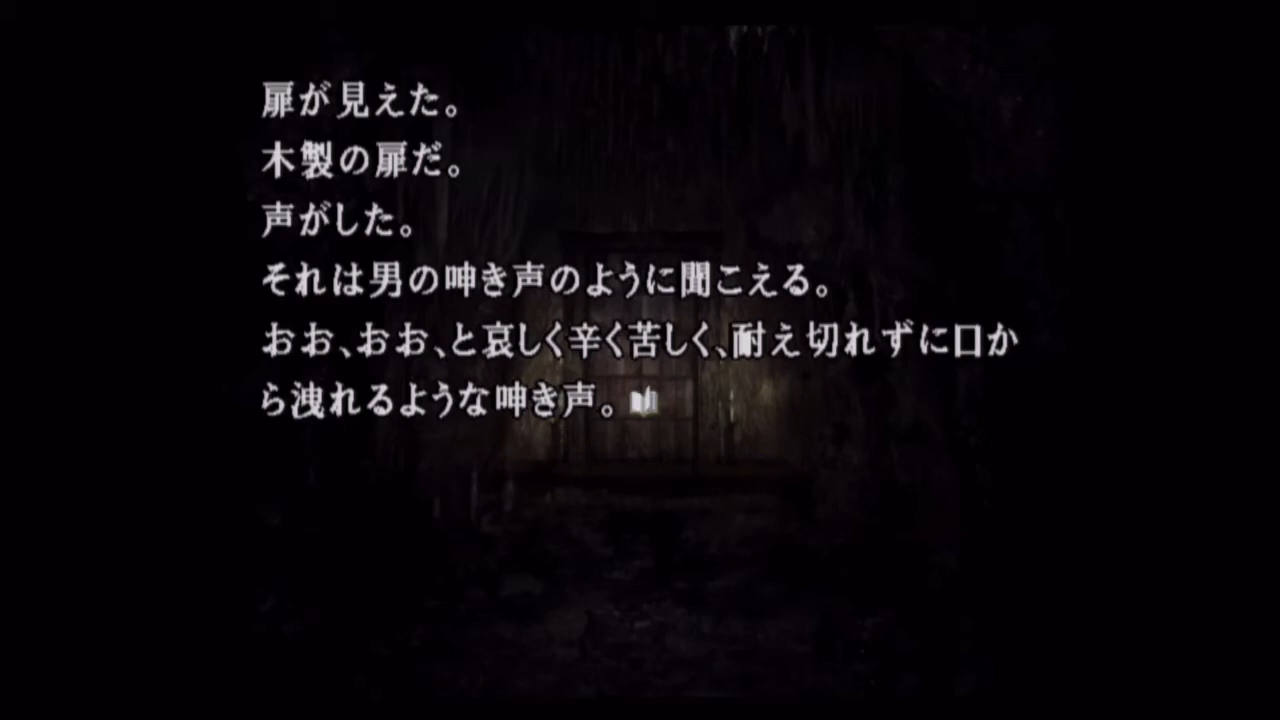 扉が見えた。
木製の扉だ。
声がした。
それは男の呻き声のように聞こえる。
おお、おお、と哀しく辛く苦しく、耐え切れずに口か
ら洩れるような呻き声。